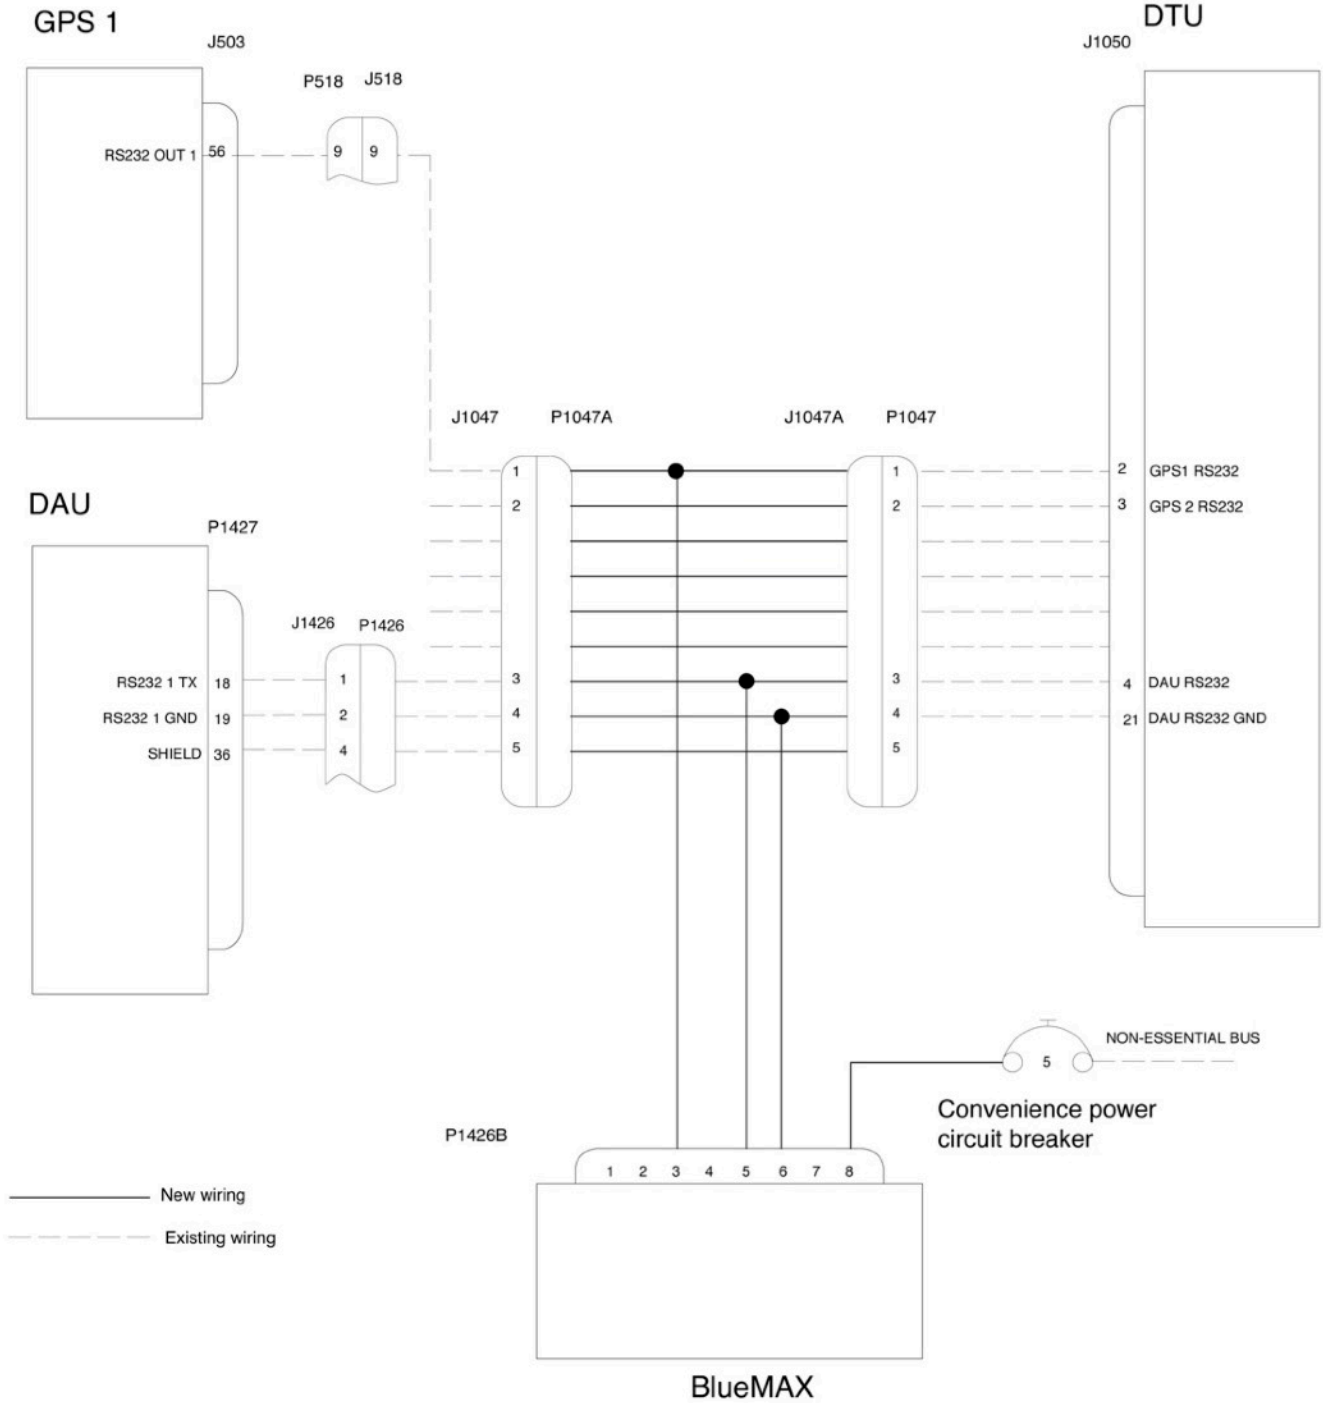 GPS 1
DTU
J503
J1050
P518 J518
RS232 OUT 1 56 9 9
J1047 P1047A J1047A P1047
1 1 2 GPS1 RS232
2 2 3 GPS 2 RS232
DAU
P1427
J1426 P1426
RS232 1 TX 18 1 3 3 4 DAU RS232
RS232 1 GND 19 2 4 4 21 DAU RS232 GND
SHIELD 36 4 5 5
NON-ESSENTIAL BUS
5
Convenience power
circuit breaker
P1426B
1 2 3 4 5 6 7 8
New wiring
Existing wiring
BlueMAX